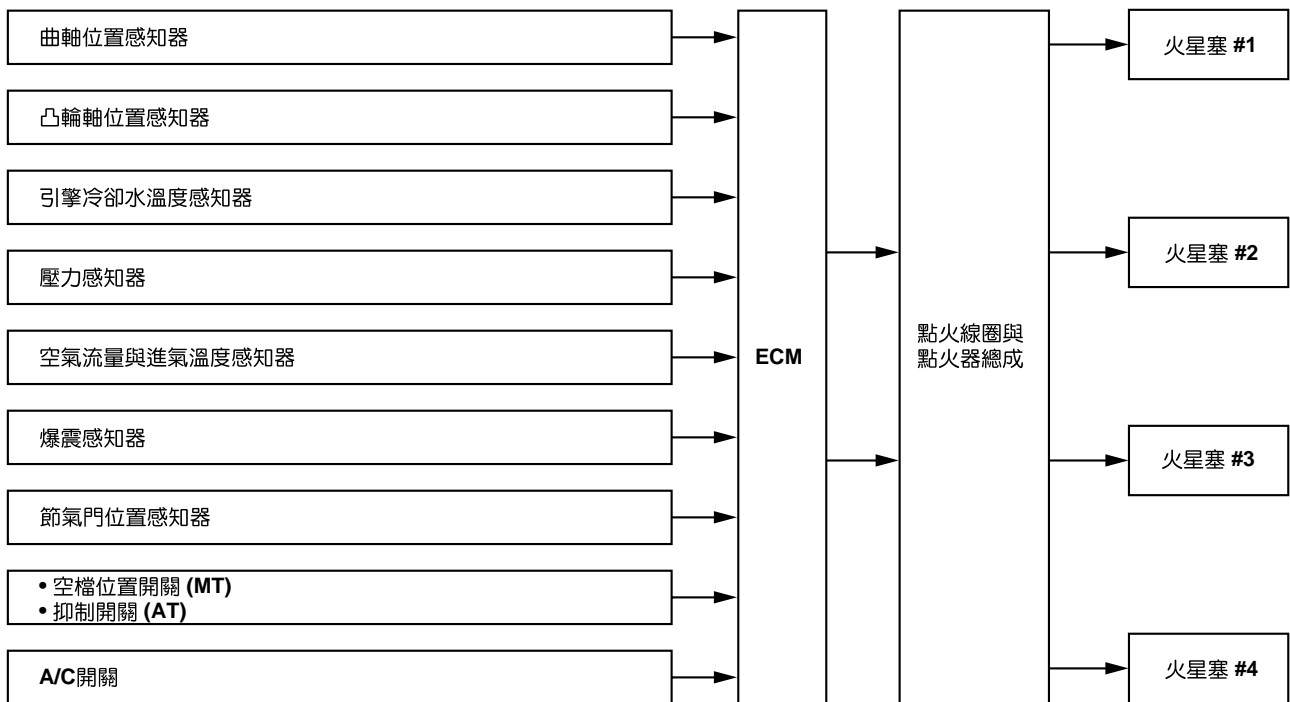 曲軸位置感知器
凸輪軸位置感知器
引擎冷卻水溫度感知器
壓力感知器
空氣流量與進氣溫度感知器
爆震感知器
節氣門位置感知器
• 空檔位置開關 (MT)
• 抑制開關 (AT)
A/C開關
ECM
點火線圈與
點火器總成
火星塞 #1
火星塞 #2
火星塞 #3
火星塞 #4